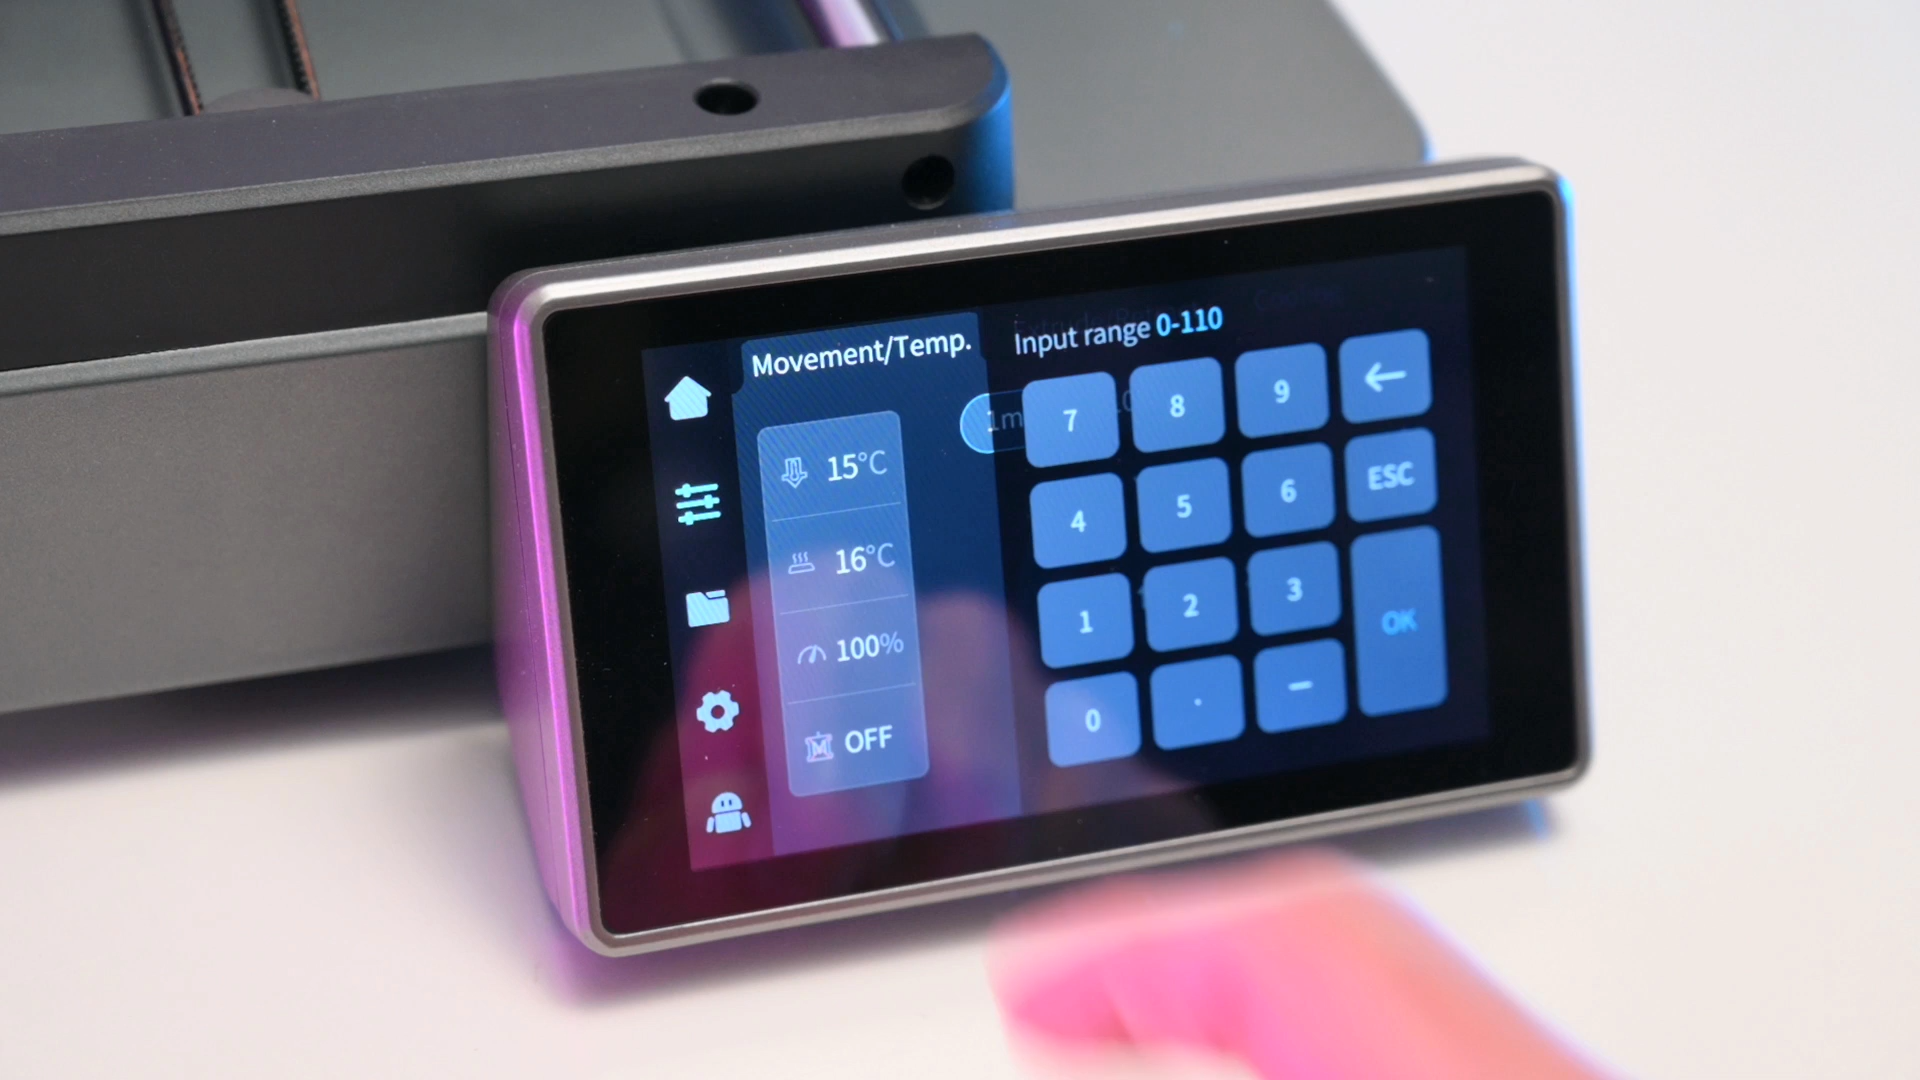 Movement/Temp.
15°C
16°C
100%
OFF
Input range 0-110
1m
7 8 9 ←
4 5 6 ESC
1 2 3 OK
0 . −